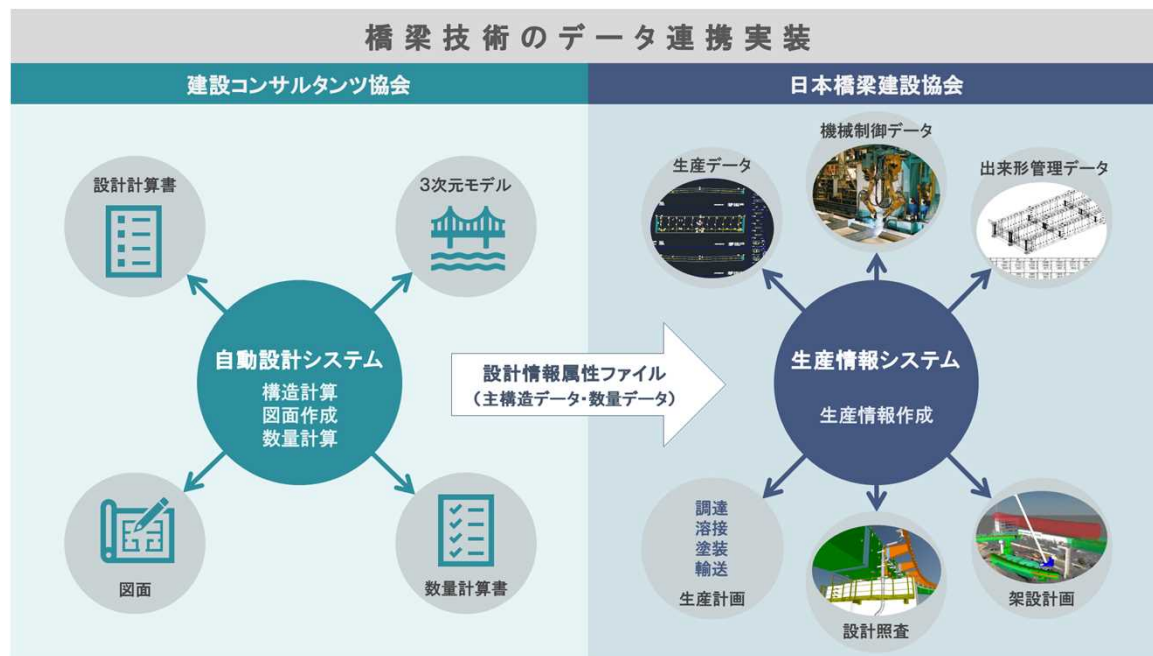 橋梁技術のデータ連携実装
建設コンサルタンツ協会
日本橋梁建設協会
設計計算書
3次元モデル
自動設計システム
構造計算
図面作成
数量計算
図面
数量計算書
設計情報属性ファイル
(主構造データ・数量データ)
生産データ
機械制御データ
出来形管理データ
生産情報システム
生産情報作成
調達
溶接
塗装
輸送
生産計画
設計照査
架設計画